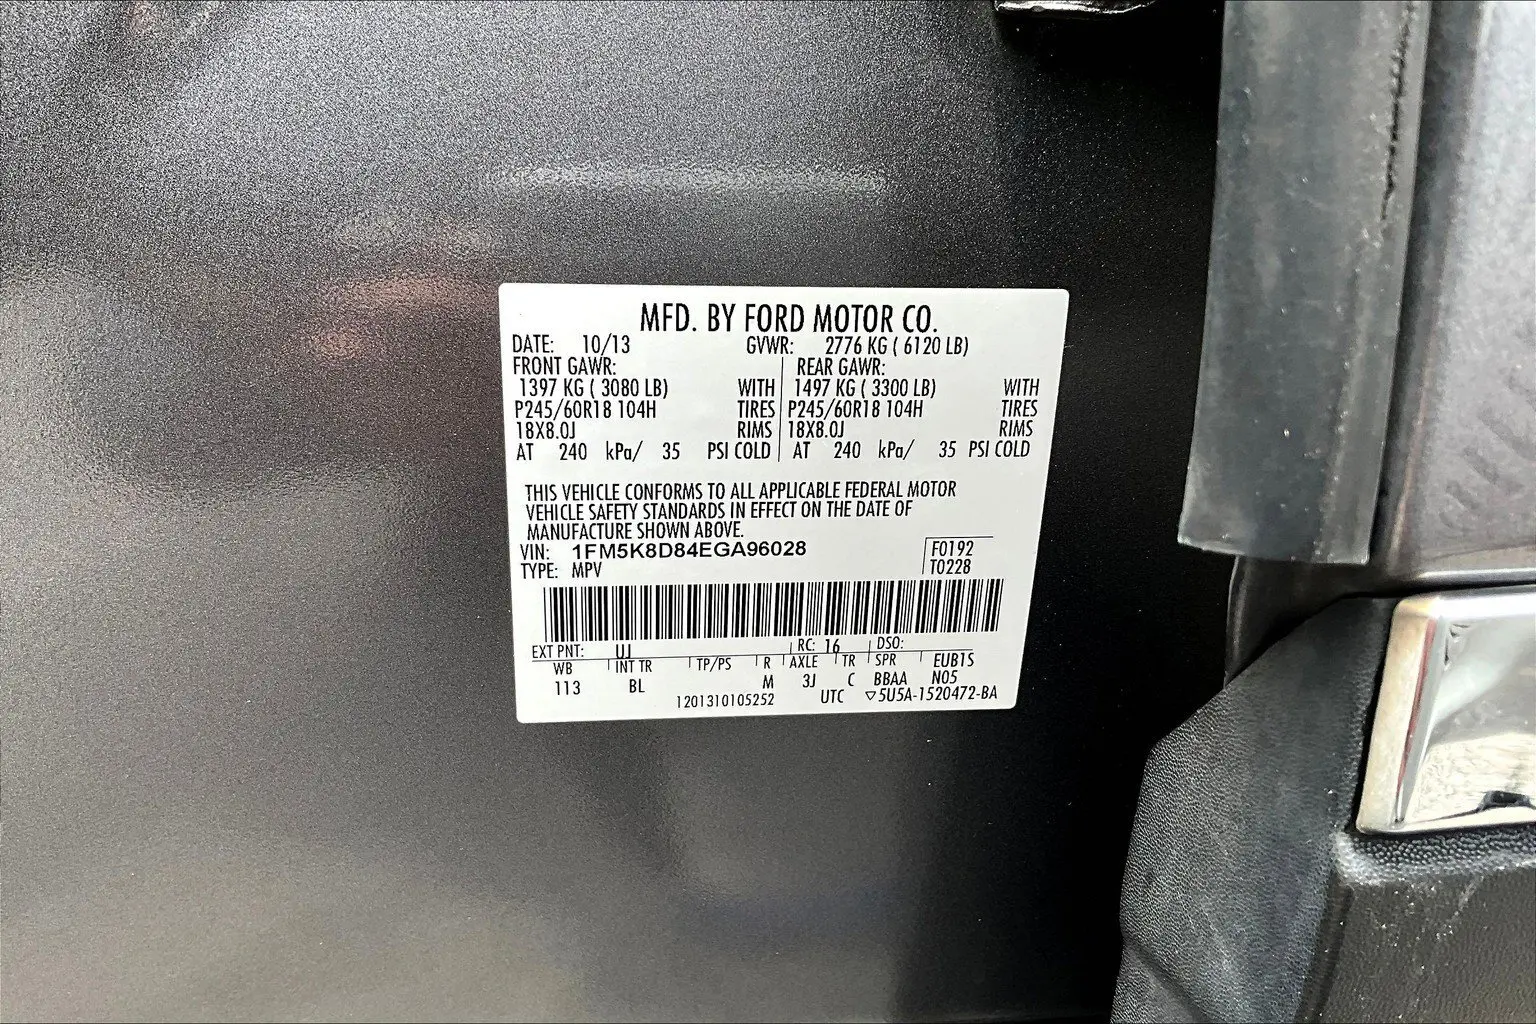 MFD. BY FORD MOTOR CO.
DATE: 10/13 GVWR: 2776 KG ( 6120 LB)
FRONT GAWR: REAR GAWR:
1397 KG ( 3080 LB) WITH 1497 KG ( 3300 LB) WITH
P245/60R18 104H TIRES P245/60R18 104H TIRES
18X8.0J RIMS 18X8.0J RIMS
AT 240 kPa/ 35 PSI COLD AT 240 kPa/ 35 PSI COLD
THIS VEHICLE CONFORMS TO ALL APPLICABLE FEDERAL MOTOR
VEHICLE SAFETY STANDARDS IN EFFECT ON THE DATE OF
MANUFACTURE SHOWN ABOVE.
VIN: 1FM5K8D84EGA96028 F0192
TYPE: MPV T0228
EXT PNT: UJ RC: 16 DSO:
WB INT TR TP/PS R AXLE TR SPR EUB1S
113 BL M 3J C BBAA N05
1201310105252 UTC ▽5U5A-1520472-BA